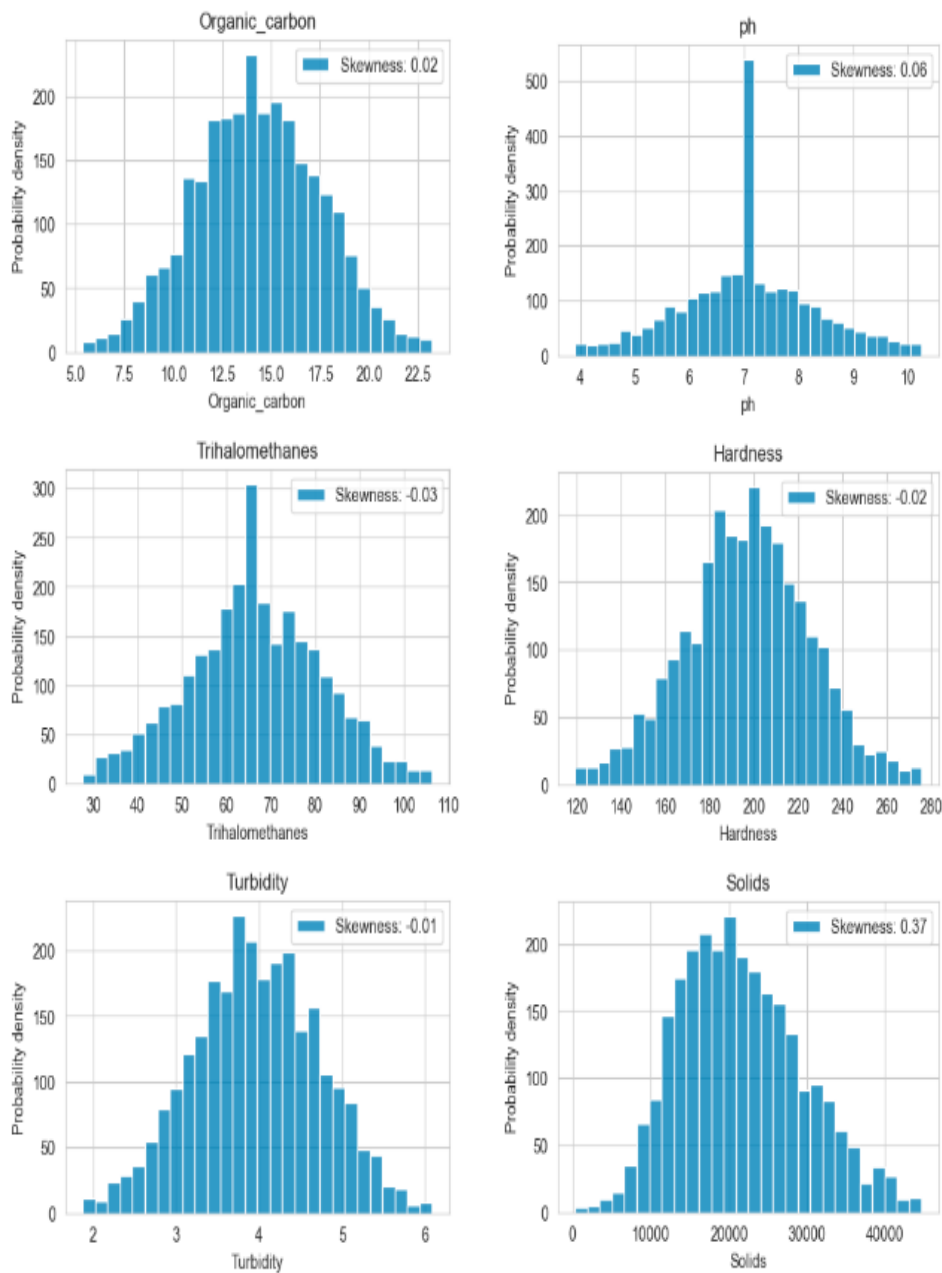 Organic_carbon
Skewness: 0.02
Probability density
200
150
100
50
0
5.0 7.5 10.0 12.5 15.0 17.5 20.0 22.5
Organic_carbon
ph
Skewness: 0.06
Probability density
500
400
300
200
100
0
4 5 6 7 8 9 10
ph
Trihalomethanes
Skewness: -0.03
Probability density
300
250
200
150
100
50
0
30 40 50 60 70 80 90 100 110
Trihalomethanes
Hardness
Skewness: -0.02
Probability density
200
150
100
50
0
120 140 160 180 200 220 240 260 280
Hardness
Turbidity
Skewness: -0.01
Probability density
200
150
100
50
0
2 3 4 5 6
Turbidity
Solids
Skewness: 0.37
Probability density
200
150
100
50
0
0 10000 20000 30000 40000
Solids